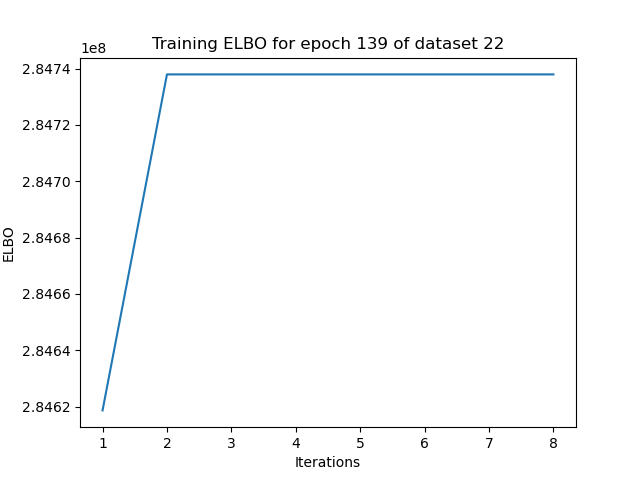 Training ELBO for epoch 139 of dataset 22
1e8
2.8474
2.8472
2.8470
2.8468
2.8466
2.8464
2.8462
ELBO
1 2 3 4 5 6 7 8
Iterations